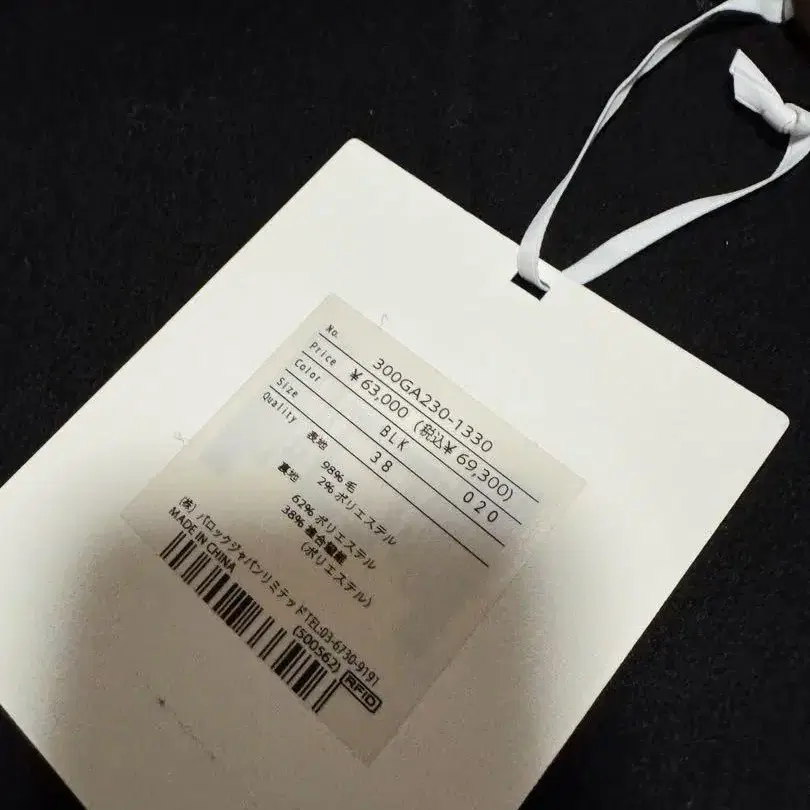 No. 300GA230-1330
Price ¥63,000 (税込¥69,300)
Color BLK 020
Size 38
Quality
表地 98% 毛
2% ポリエステル
裏地 62% ポリエステル
38% 複合繊維
(ポリエステル)
(株)バロックジャパンリミテッド TEL:03-6730-9191
MADE IN CHINA (500562)
RFID